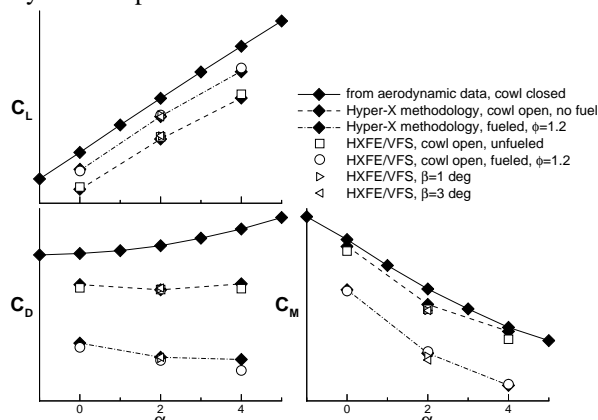 C_L
from aerodynamic data, cowl closed
Hyper-X methodology, cowl open, no fuel
Hyper-X methodology, fueled, ϕ=1.2
HXFE/VFS, cowl open, unfueled
HXFE/VFS, cowl open, fueled, ϕ=1.2
HXFE/VFS, β=1 deg
HXFE/VFS, β=3 deg
C_D
C_M
0 2 4
α
0 2 4
α